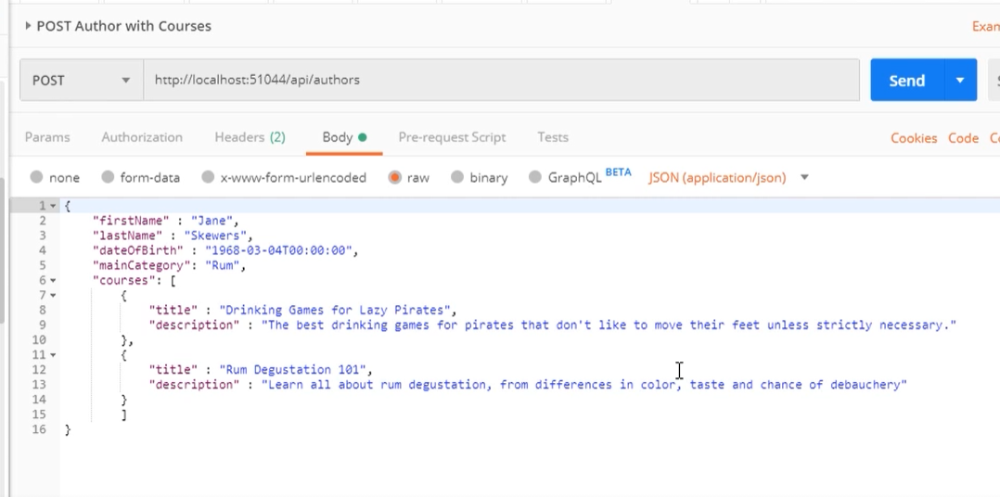 POST Author with Courses Exam
POST http://localhost:51044/api/authors Send
Params Authorization Headers (2) Body Pre-request Script Tests Cookies Code
none form-data x-www-form-urlencoded raw binary GraphQL BETA JSON (application/json)
1 {
2 "firstName" : "Jane",
3 "lastName" : "Skewers",
4 "dateOfBirth" : "1968-03-04T00:00:00",
5 "mainCategory": "Rum",
6 "courses": [
7 {
8 "title" : "Drinking Games for Lazy Pirates",
9 "description" : "The best drinking games for pirates that don't like to move their feet unless strictly necessary."
10 },
11 {
12 "title" : "Rum Degustation 101",
13 "description" : "Learn all about rum degustation, from differences in color, taste and chance of debauchery"
14 }
15 ]
16 }